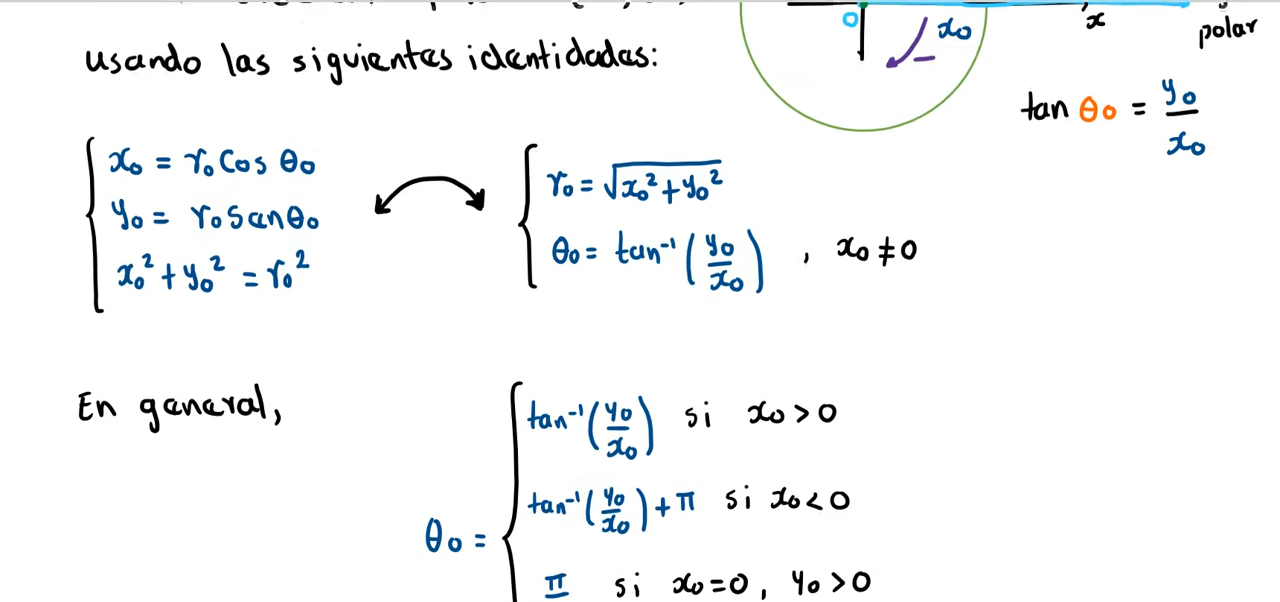 0
x₀
x
polar
usando las siguientes identidades:
tan θ₀ = y₀/x₀
x₀ = r₀ Cos θ₀
y₀ = r₀ Sen θ₀
x₀² + y₀² = r₀²
r₀ = √(x₀² + y₀²)
θ₀ = tan⁻¹(y₀/x₀) , x₀ ≠ 0
En general,
θ₀ =
tan⁻¹(y₀/x₀) si x₀ > 0
tan⁻¹(y₀/x₀) + π si x₀ < 0
π si x₀ = 0, y₀ > 0